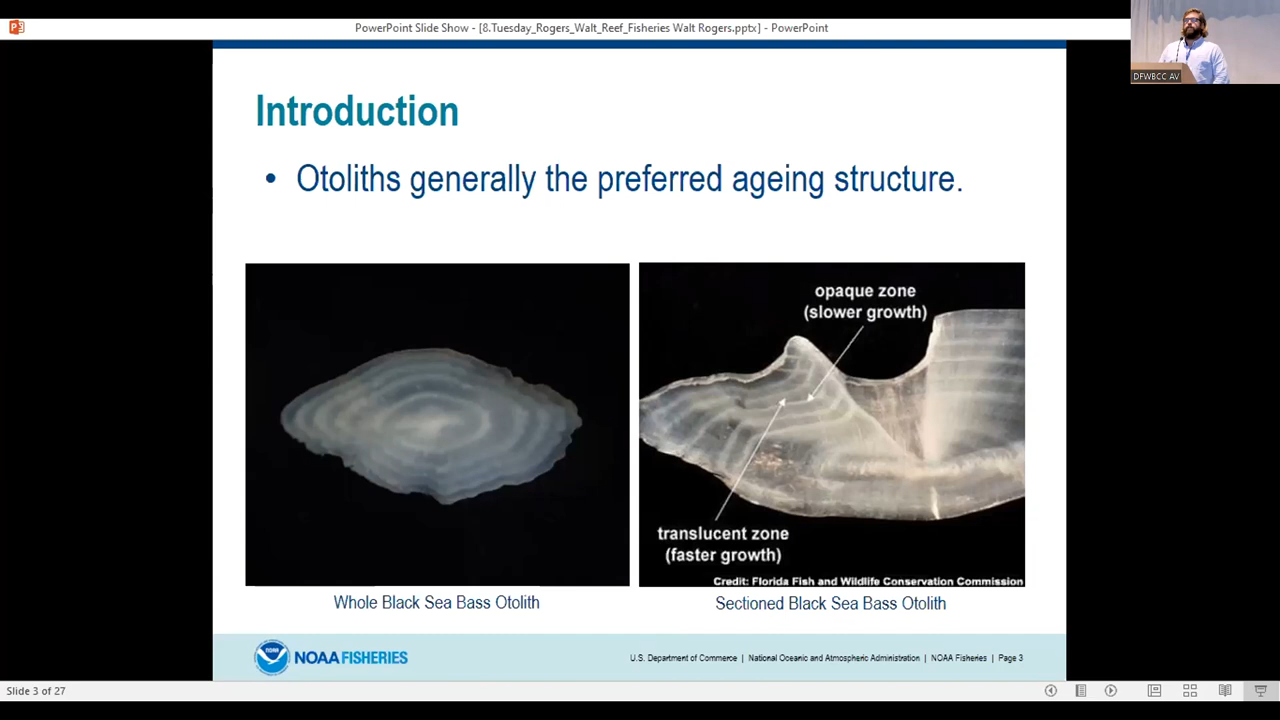 PowerPoint Slide Show - [8.Tuesday_Rogers_Walt_Reef_Fisheries Walt Rogers.pptx] - PowerPoint
DFWBCC AV
Introduction
• Otoliths generally the preferred ageing structure.
opaque zone
(slower growth)
translucent zone
(faster growth)
Credit: Florida Fish and Wildlife Conservation Commission
Whole Black Sea Bass Otolith
Sectioned Black Sea Bass Otolith
NOAA
NOAA FISHERIES
U.S. Department of Commerce | National Oceanic and Atmospheric Administration | NOAA Fisheries | Page 3
Slide 3 of 27